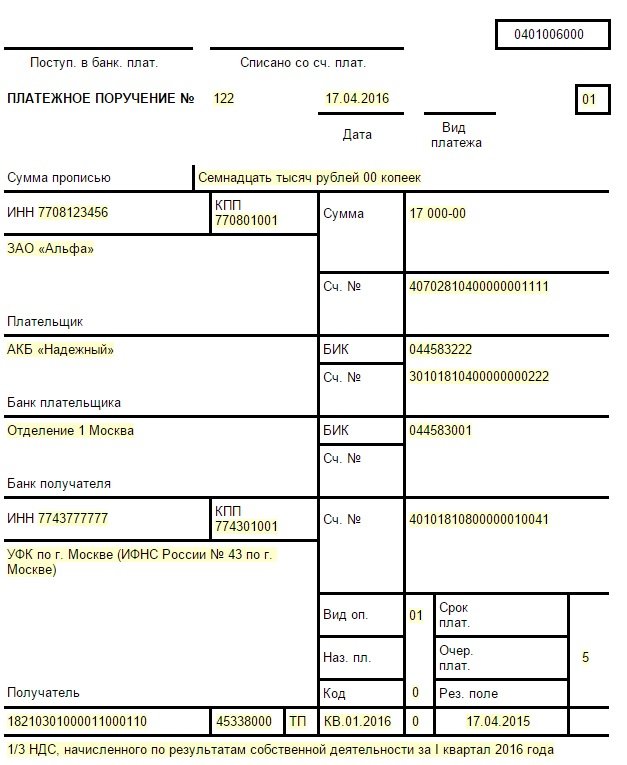 0401006000
Поступ. в банк. плат. Списано со сч. плат.
ПЛАТЕЖНОЕ ПОРУЧЕНИЕ № 122 17.04.2016 01
Дата Вид
платежа
Сумма прописью Семнадцать тысяч рублей 00 копеек
ИНН 7708123456 КПП
770801001 Сумма 17 000-00
ЗАО «Альфа»
Сч. № 40702810400000001111
Плательщик
АКБ «Надежный» БИК 044583222
Сч. № 30101810400000000222
Банк плательщика
Отделение 1 Москва БИК 044583001
Сч. №
Банк получателя
ИНН 7743777777 КПП
774301001 Сч. № 40101810800000010041
УФК по г. Москве (ИФНС России № 43 по г.
Москве)
Вид оп. 01 Срок
плат.
Наз. пл. Очер.
плат. 5
Получатель Код 0 Рез. поле
18210301000011000110 45338000 ТП КВ.01.2016 0 17.04.2015
1/3 НДС, начисленного по результатам собственной деятельности за I квартал 2016 года